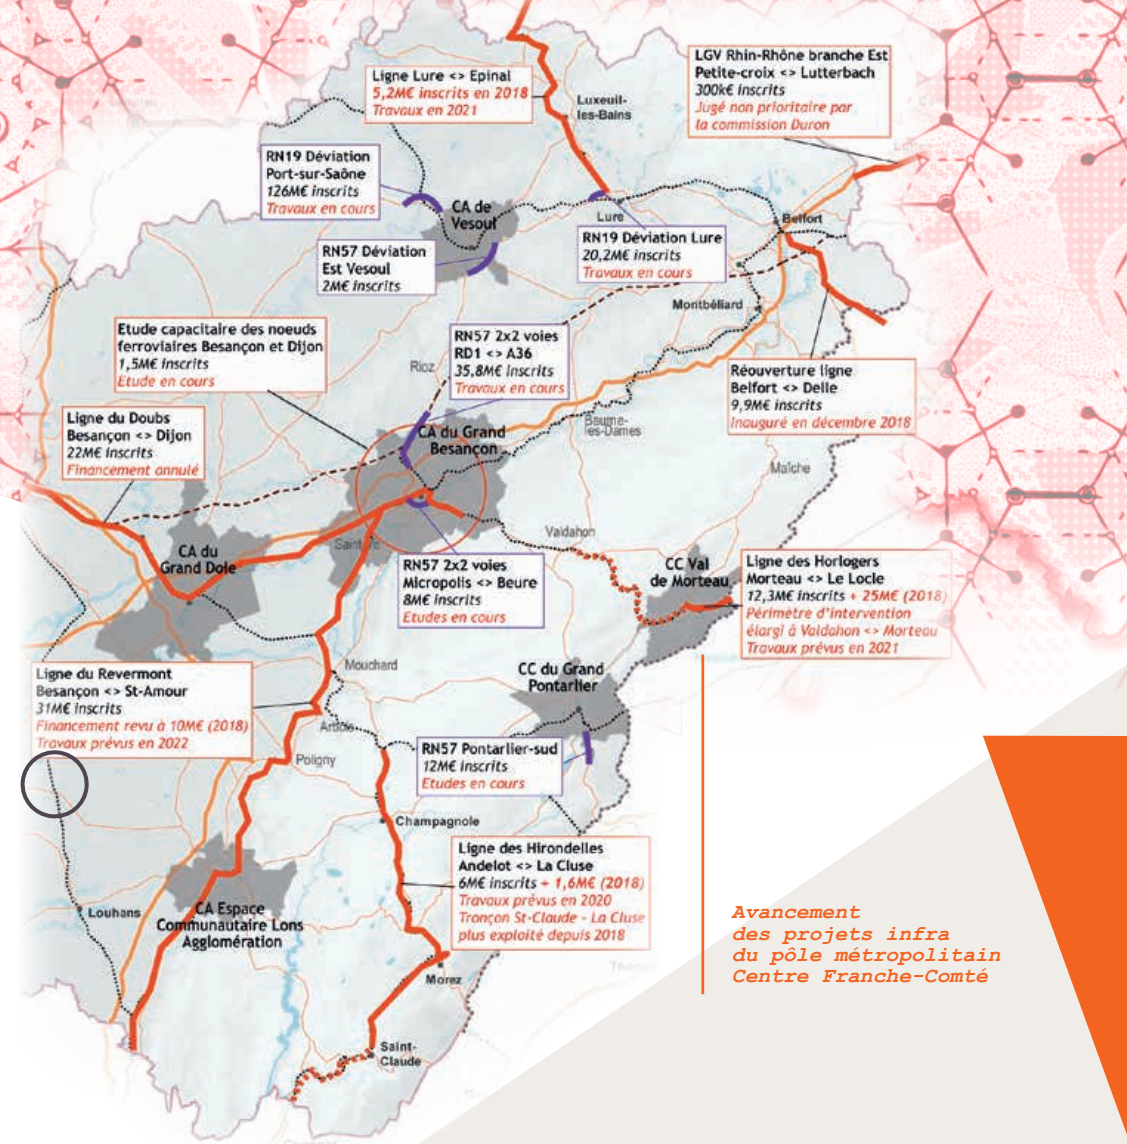 Ligne Lure <> Epinal
5,2M€ inscrits en 2018
Travaux en 2021
LGV Rhin-Rhône branche Est
Petite-croix <> Lutterbach
300k€ inscrits
Jugé non prioritaire par
la commission Duron
Luxeuil-
les-Bains
RN19 Déviation
Port-sur-Saône
126M€ inscrits
Travaux en cours
CA de
Vesoul
Lure
Belfort
RN57 Déviation
Est Vesoul
2M€ inscrits
RN19 Déviation Lure
20,2M€ inscrits
Travaux en cours
Montbéliard
Etude capacitaire des noeuds
ferroviaires Besançon et Dijon
1,5M€ inscrits
Etude en cours
RN57 2x2 voies
RD1 <> A36
35,8M€ inscrits
Travaux en cours
Rioz
Réouverture ligne
Belfort <> Delle
9,9M€ inscrits
Inauguré en décembre 2018
Ligne du Doubs
Besançon <> Dijon
22M€ inscrits
Financement annulé
CA du Grand
Besançon
Baume-
les-Dames
Maîche
CA du
Grand Dole
Valdahon
RN57 2x2 voies
Micropolis <> Beure
8M€ inscrits
Etudes en cours
CC Val
de Morteau
Ligne des Horlogers
Morteau <> Le Locle
12,3M€ inscrits + 25M€ (2018)
Périmètre d'intervention
élargi à Valdahon <> Morteau
Travaux prévus en 2021
Ligne du Revermont
Besançon <> St-Amour
31M€ inscrits
Financement revu à 10M€ (2018)
Travaux prévus en 2022
Mouchard
CC du Grand
Pontarlier
Poligny
RN57 Pontarlier-sud
12M€ inscrits
Etudes en cours
Champagnole
Ligne des Hirondelles
Andelot <> La Cluse
6M€ inscrits + 1,6M€ (2018)
Travaux prévus en 2020
Tronçon St-Claude - La Cluse
plus exploité depuis 2018
Louhans
CA Espace
Communautaire Lons
Agglomération
Morez
Saint-
Claude
Avancement
des projets infra
du pôle métropolitain
Centre Franche-Comté